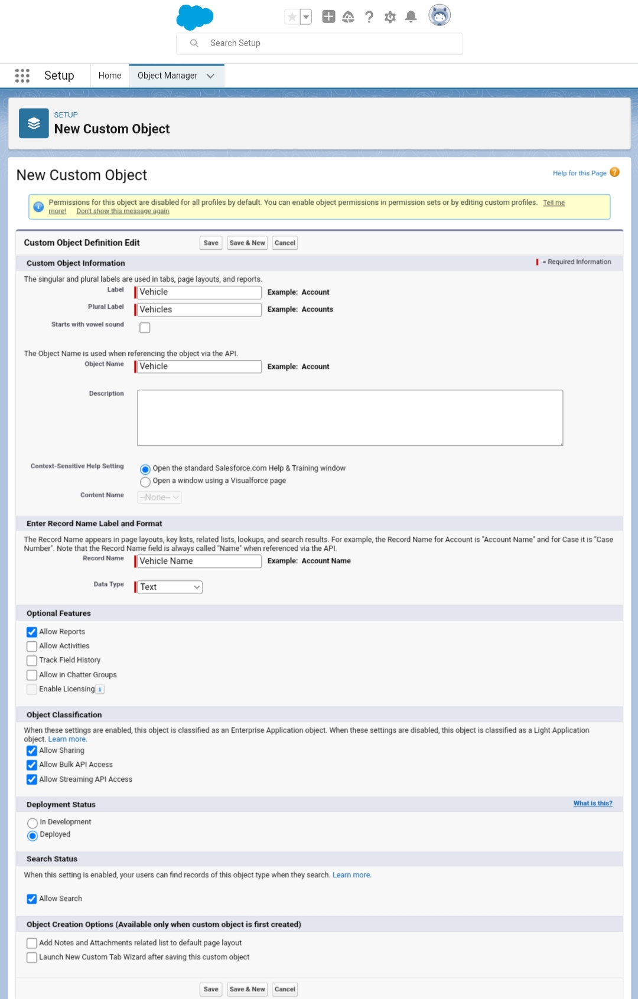 Search Setup
Setup
Home
Object Manager
SETUP
New Custom Object
New Custom Object
Help for this Page
Permissions for this object are disabled for all profiles by default. You can enable object permissions in permission sets or by editing custom profiles. Tell me
more! Don't show this message again
Custom Object Definition Edit Save Save & New Cancel
Custom Object Information = Required Information
The singular and plural labels are used in tabs, page layouts, and reports.
Label Vehicle Example: Account
Plural Label Vehicles Example: Accounts
Starts with vowel sound
The Object Name is used when referencing the object via the API.
Object Name Vehicle Example: Account
Description
Context-Sensitive Help Setting Open the standard Salesforce.com Help & Training window
Open a window using a Visualforce page
Content Name --None--
Enter Record Name Label and Format
The Record Name appears in page layouts, key lists, related lists, lookups, and search results. For example, the Record Name for Account is "Account Name" and for Case it is "Case
Number". Note that the Record Name field is always called "Name" when referenced via the API.
Record Name Vehicle Name Example: Account Name
Data Type Text
Optional Features
Allow Reports
Allow Activities
Track Field History
Allow in Chatter Groups
Enable Licensing i
Object Classification
When these settings are enabled, this object is classified as an Enterprise Application object. When these settings are disabled, this object is classified as a Light Application
object. Learn more.
Allow Sharing
Allow Bulk API Access
Allow Streaming API Access
Deployment Status What is this?
In Development
Deployed
Search Status
When this setting is enabled, your users can find records of this object type when they search. Learn more.
Allow Search
Object Creation Options (Available only when custom object is first created)
Add Notes and Attachments related list to default page layout
Launch New Custom Tab Wizard after saving this custom object
Save Save & New Cancel